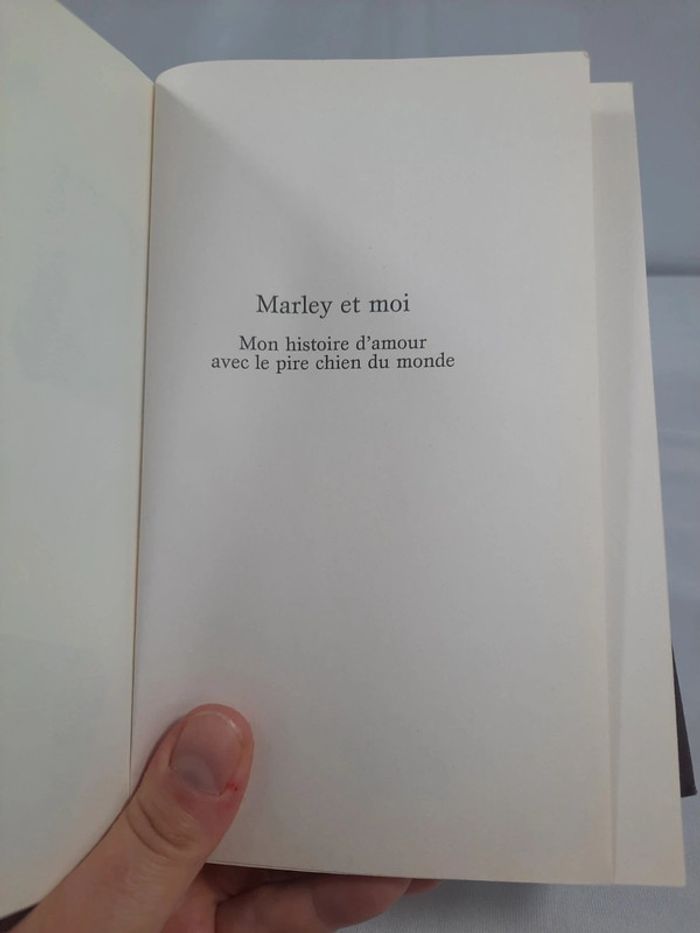 Marley et moi
Mon histoire d'amour
avec le pire chien du monde